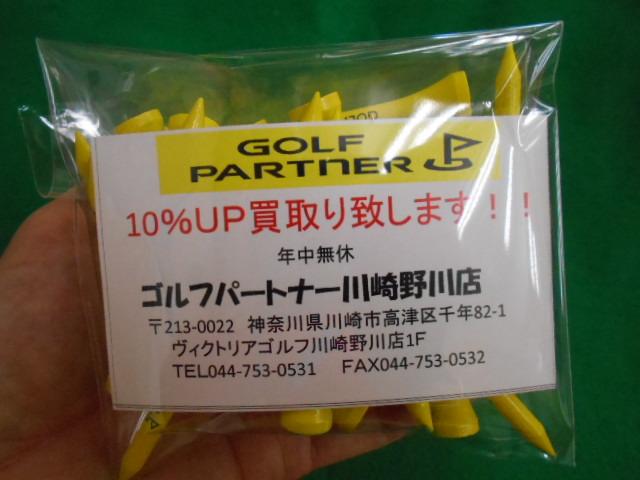 GOLF
PARTNER
10%UP買取り致します！！
年中無休
ゴルフパートナー川崎野川店
〒213-0022 神奈川県川崎市高津区千年82-1
ヴィクトリアゴルフ川崎野川店1F
TEL044-753-0531 FAX044-753-0532